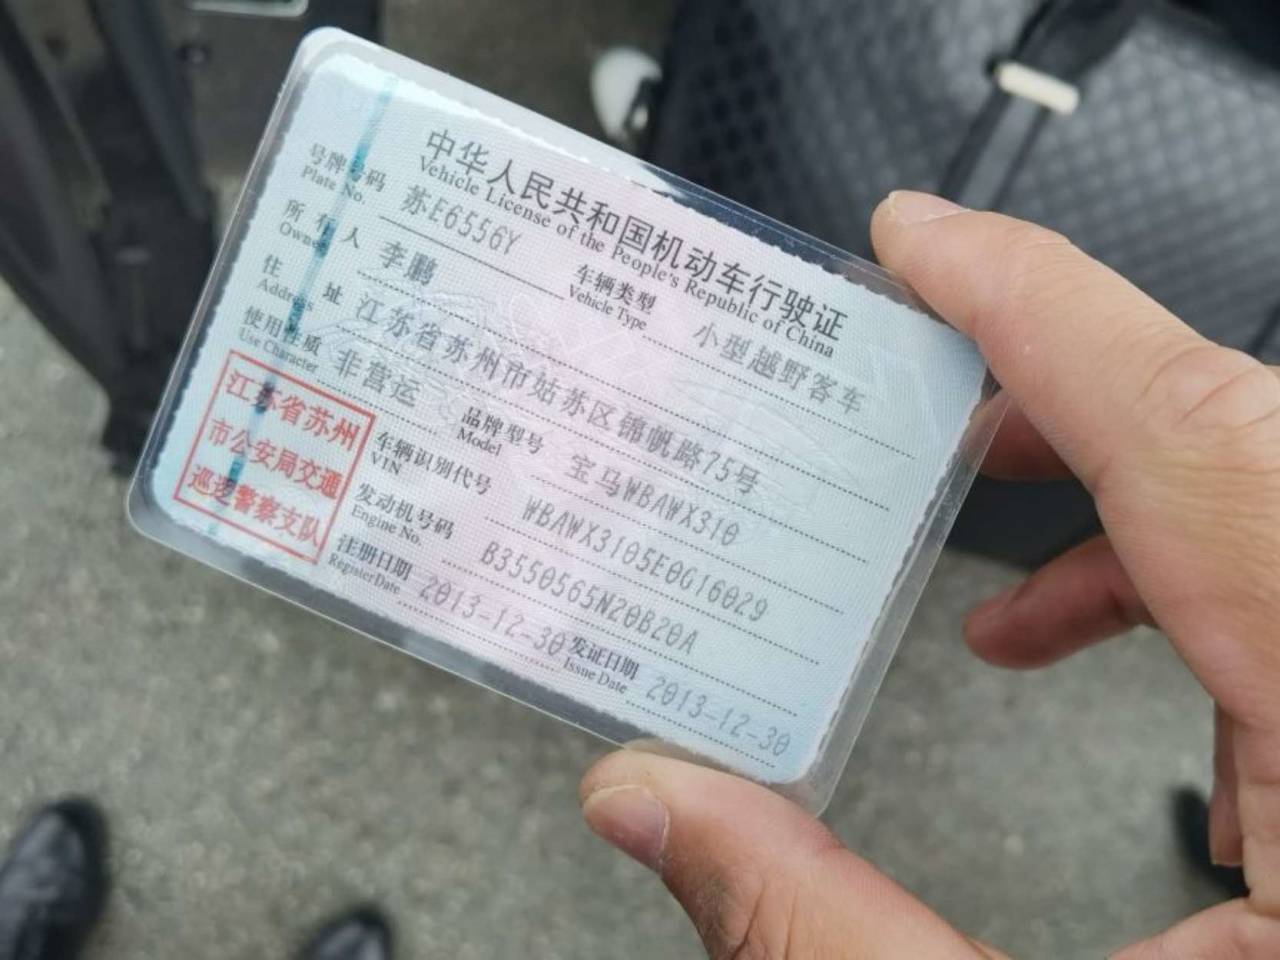 中华人民共和国机动车行驶证
Vehicle License of the People's Republic of China
号牌号码 苏E6556Y 车辆类型 小型越野客车
Plate No. Vehicle Type
所有人 李鹏
Owner
住址 江苏省苏州市姑苏区锦帆路75号
Address
使用性质 非营运 品牌型号 宝马WBAWX310
Use Character Model
江苏省苏州
市公安局交通
巡逻警察支队
车辆识别代号 WBAWX3105E0G16029
VIN
发动机号码 B3550565N20B20A
Engine No.
注册日期 2013-12-30 发证日期 2013-12-30
RegisterDate Issue Date